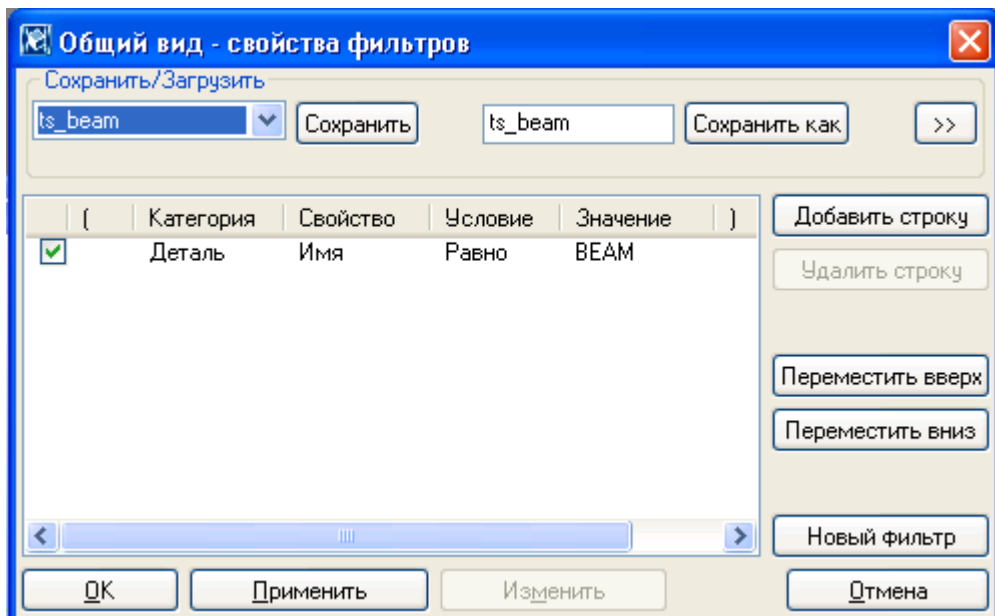 Общий вид - свойства фильтров
Сохранить/Загрузить
ts_beam Сохранить ts_beam Сохранить как >>
( Категория Свойство Условие Значение ) Добавить строку
Деталь Имя Равно BEAM
Удалить строку
Переместить вверх
Переместить вниз
Новый фильтр
OK Применить Изменить Отмена